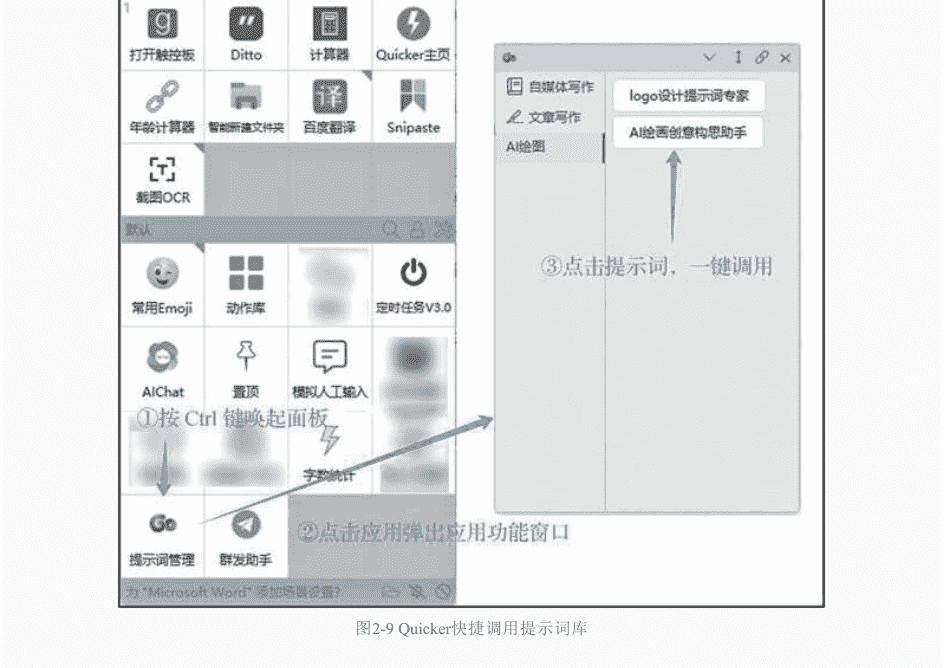 1
打开触控板 Ditto 计算器 Quicker主页
年龄计算器 智能新建文件夹 百度翻译 Snipaste
截图OCR
默认
常用Emoji 动作库 定时任务V3.0
AIChat 置顶 模拟人工输入
①按 Ctrl 键唤起面板
字数统计
②点击应用弹出应用功能窗口
提示词管理 群发助手
为 "Microsoft Word" 添加场景设置?
Go
自媒体写作
文章写作
AI绘图
logo设计提示词专家
AI绘画创意构思助手
③点击提示词，一键调用
图2-9 Quicker快捷调用提示词库